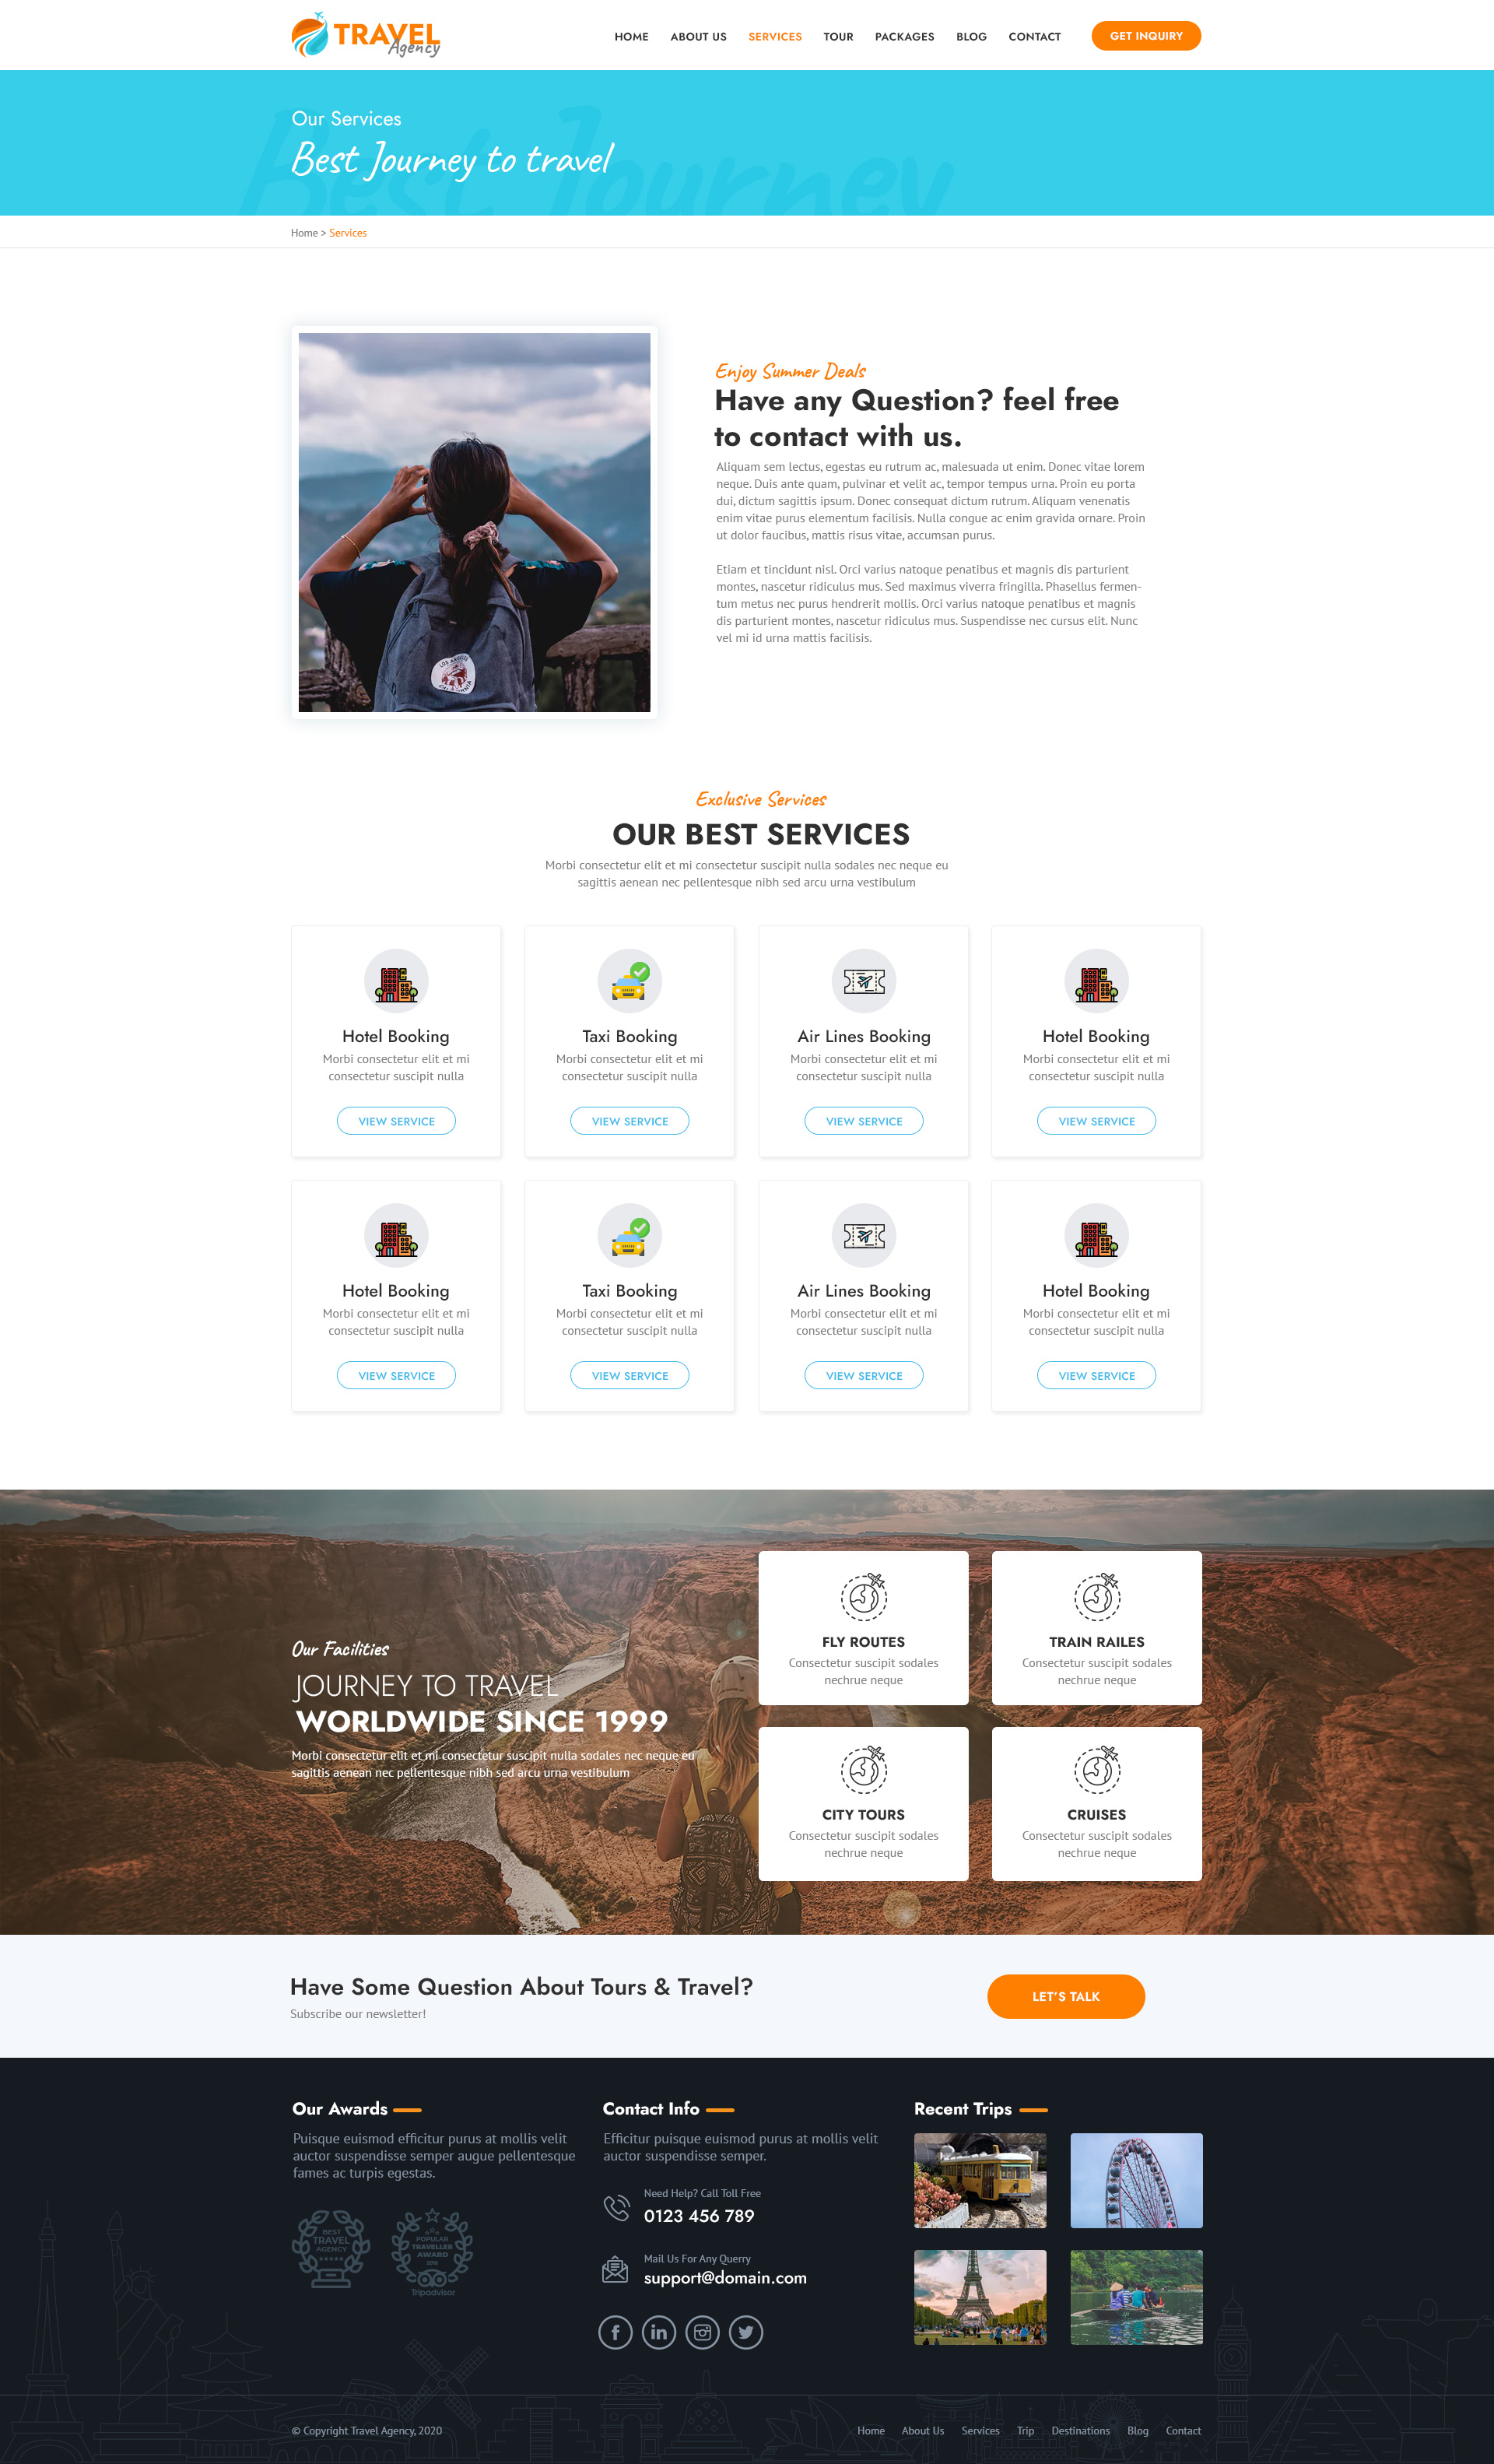 TRAVEL
Agency
HOME ABOUT US SERVICES TOUR PACKAGES BLOG CONTACT GET INQUIRY
Best Journey
Our Services
Best Journey to travel
Home > Services
Enjoy Summer Deals
Have any Question? feel free
to contact with us.
Aliquam sem lectus, egestas eu rutrum ac, malesuada ut enim. Donec vitae lorem
neque. Duis ante quam, pulvinar et velit ac, tempor tempus urna. Proin eu porta
dui, dictum sagittis ipsum. Donec consequat dictum rutrum. Aliquam venenatis
enim vitae purus elementum facilisis. Nulla congue ac enim gravida ornare. Proin
ut dolor faucibus, mattis risus vitae, accumsan purus.
Etiam et tincidunt nisl. Orci varius natoque penatibus et magnis dis parturient
montes, nascetur ridiculus mus. Sed maximus viverra fringilla. Phasellus fermen-
tum metus nec purus hendrerit mollis. Orci varius natoque penatibus et magnis
dis parturient montes, nascetur ridiculus mus. Suspendisse nec cursus elit. Nunc
vel mi id urna mattis facilisis.
LOS ANGELES
Exclusive Services
OUR BEST SERVICES
Morbi consectetur elit et mi consectetur suscipit nulla sodales nec neque eu
sagittis aenean nec pellentesque nibh sed arcu urna vestibulum
Hotel Booking
Morbi consectetur elit et mi
consectetur suscipit nulla
VIEW SERVICE
Taxi Booking
Morbi consectetur elit et mi
consectetur suscipit nulla
VIEW SERVICE
Air Lines Booking
Morbi consectetur elit et mi
consectetur suscipit nulla
VIEW SERVICE
Hotel Booking
Morbi consectetur elit et mi
consectetur suscipit nulla
VIEW SERVICE
Hotel Booking
Morbi consectetur elit et mi
consectetur suscipit nulla
VIEW SERVICE
Taxi Booking
Morbi consectetur elit et mi
consectetur suscipit nulla
VIEW SERVICE
Air Lines Booking
Morbi consectetur elit et mi
consectetur suscipit nulla
VIEW SERVICE
Hotel Booking
Morbi consectetur elit et mi
consectetur suscipit nulla
VIEW SERVICE
Our Facilities
JOURNEY TO TRAVEL
WORLDWIDE SINCE 1999
Morbi consectetur elit et mi consectetur suscipit nulla sodales nec neque eu
sagittis aenean nec pellentesque nibh sed arcu urna vestibulum
FLY ROUTES
Consectetur suscipit sodales
nechrue neque
TRAIN RAILES
Consectetur suscipit sodales
nechrue neque
CITY TOURS
Consectetur suscipit sodales
nechrue neque
CRUISES
Consectetur suscipit sodales
nechrue neque
Have Some Question About Tours & Travel?
Subscribe our newsletter!
LET'S TALK
Our Awards
Puisque euismod efficitur purus at mollis velit
auctor suspendisse semper augue pellentesque
fames ac turpis egestas.
BEST
TRAVEL
AGENCY
POPULAR
TRAVELLER
AWARD
Tripadvisor
Contact Info
Efficitur puisque euismod purus at mollis velit
auctor suspendisse semper.
Need Help? Call Toll Free
0123 456 789
Mail Us For Any Querry
support@domain.com
Recent Trips
© Copyright Travel Agency, 2020
Home About Us Services Trip Destinations Blog Contact